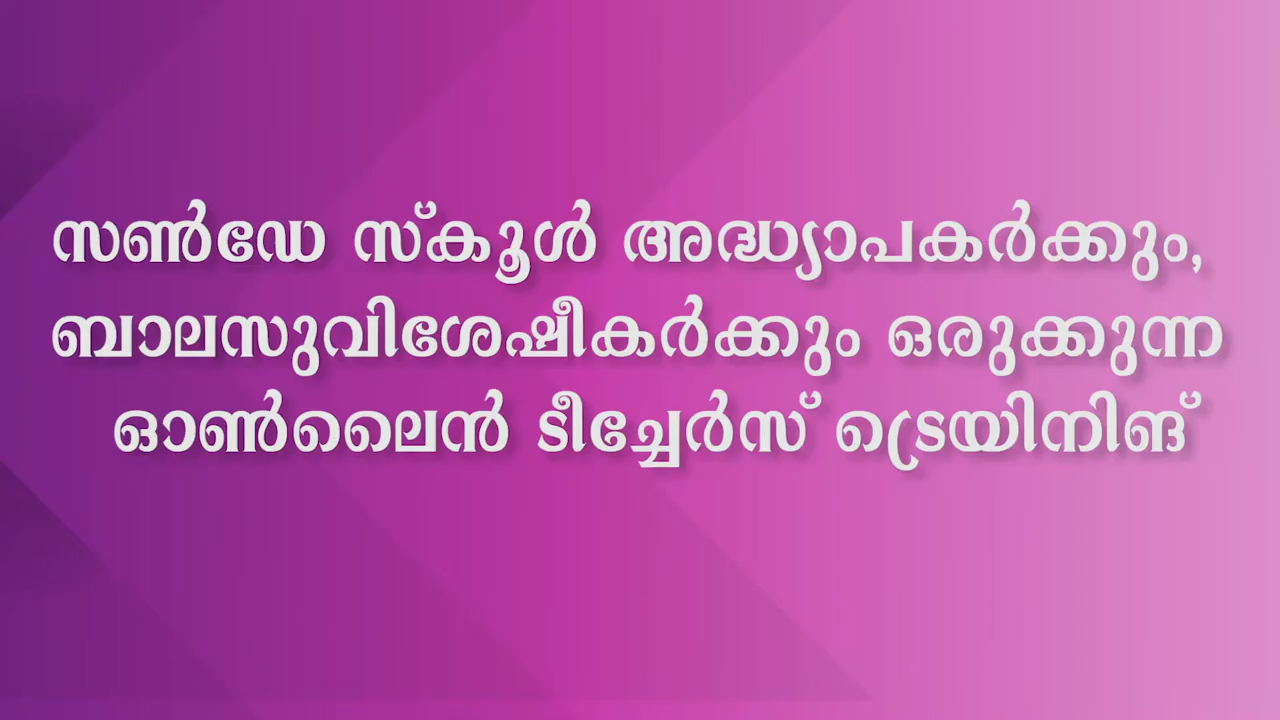 സൺഡേ സ്കൂൾ അദ്ധ്യാപകർക്കും,
ബാലസുവിശേഷീകർക്കും ഒരുക്കുന്ന
ഓൺലൈൻ ടീച്ചേർസ് ട്രെയിനിങ്